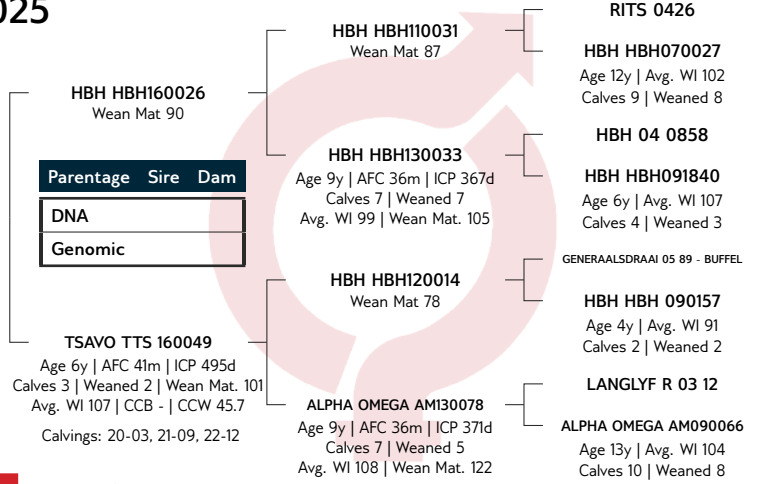 025
HBH HBH160026
Wean Mat 90
Parentage Sire Dam
DNA
Genomic
TSAVO TTS 160049
Age 6y | AFC 41m | ICP 495d
Calves 3 | Weaned 2 | Wean Mat. 101
Avg. WI 107 | CCB - | CCW 45.7
Calvings: 20-03, 21-09, 22-12
HBH HBH110031
Wean Mat 87
HBH HBH130033
Age 9y | AFC 36m | ICP 367d
Calves 7 | Weaned 7
Avg. WI 99 | Wean Mat. 105
HBH HBH120014
Wean Mat 78
ALPHA OMEGA AM130078
Age 9y | AFC 36m | ICP 371d
Calves 7 | Weaned 5
Avg. WI 108 | Wean Mat. 122
RITS 0426
HBH HBH070027
Age 12y | Avg. WI 102
Calves 9 | Weaned 8
HBH 04 0858
HBH HBH091840
Age 6y | Avg. WI 107
Calves 4 | Weaned 3
GENERAALSDRAAI 05 89 - BUFFEL
HBH HBH 090157
Age 4y | Avg. WI 91
Calves 2 | Weaned 2
LANGLYF R 03 12
ALPHA OMEGA AM090066
Age 13y | Avg. WI 104
Calves 10 | Weaned 8